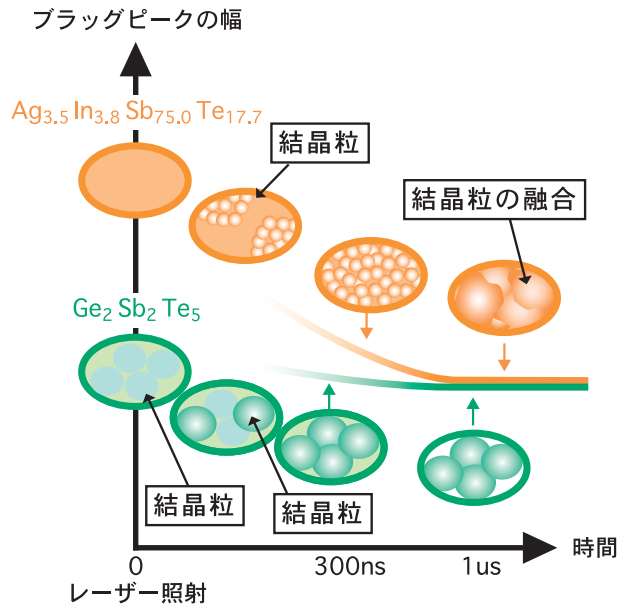 ブラッグピークの幅
Ag3.5 In3.8 Sb75.0 Te17.7
結晶粒
結晶粒の融合
Ge2 Sb2 Te5
結晶粒
結晶粒
時間
0
300ns
1us
レーザー照射